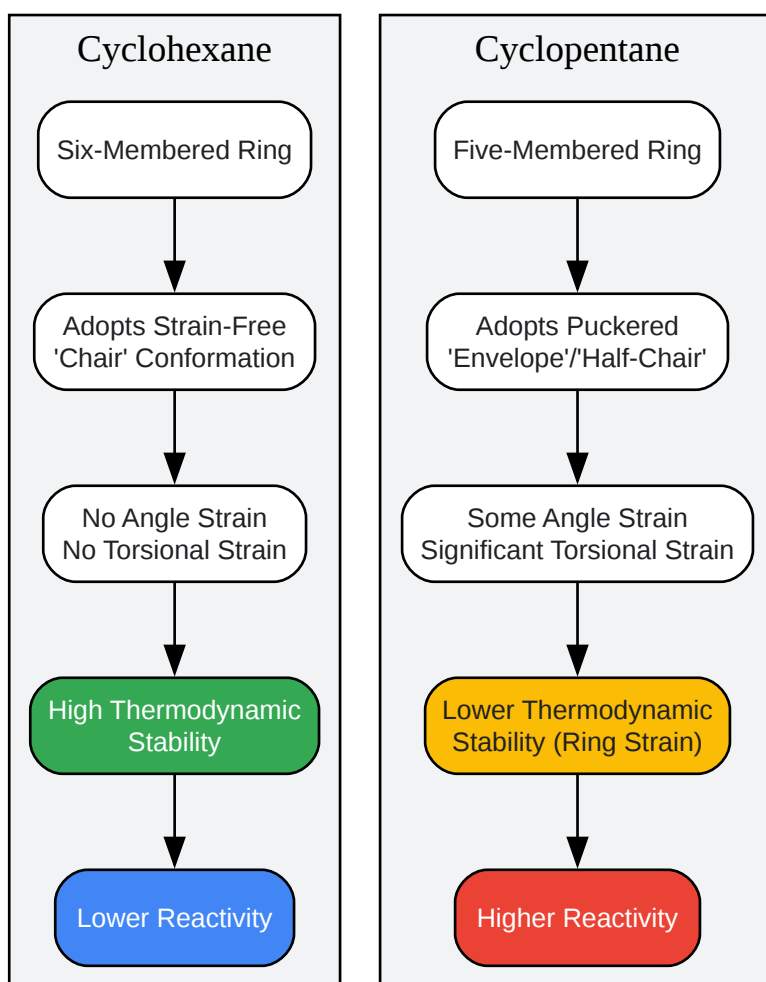 Cyclohexane
Six-Membered Ring
Adopts Strain-Free
'Chair' Conformation
No Angle Strain
No Torsional Strain
High Thermodynamic
Stability
Lower Reactivity
Cyclopentane
Five-Membered Ring
Adopts Puckered
'Envelope'/'Half-Chair'
Some Angle Strain
Significant Torsional Strain
Lower Thermodynamic
Stability (Ring Strain)
Higher Reactivity